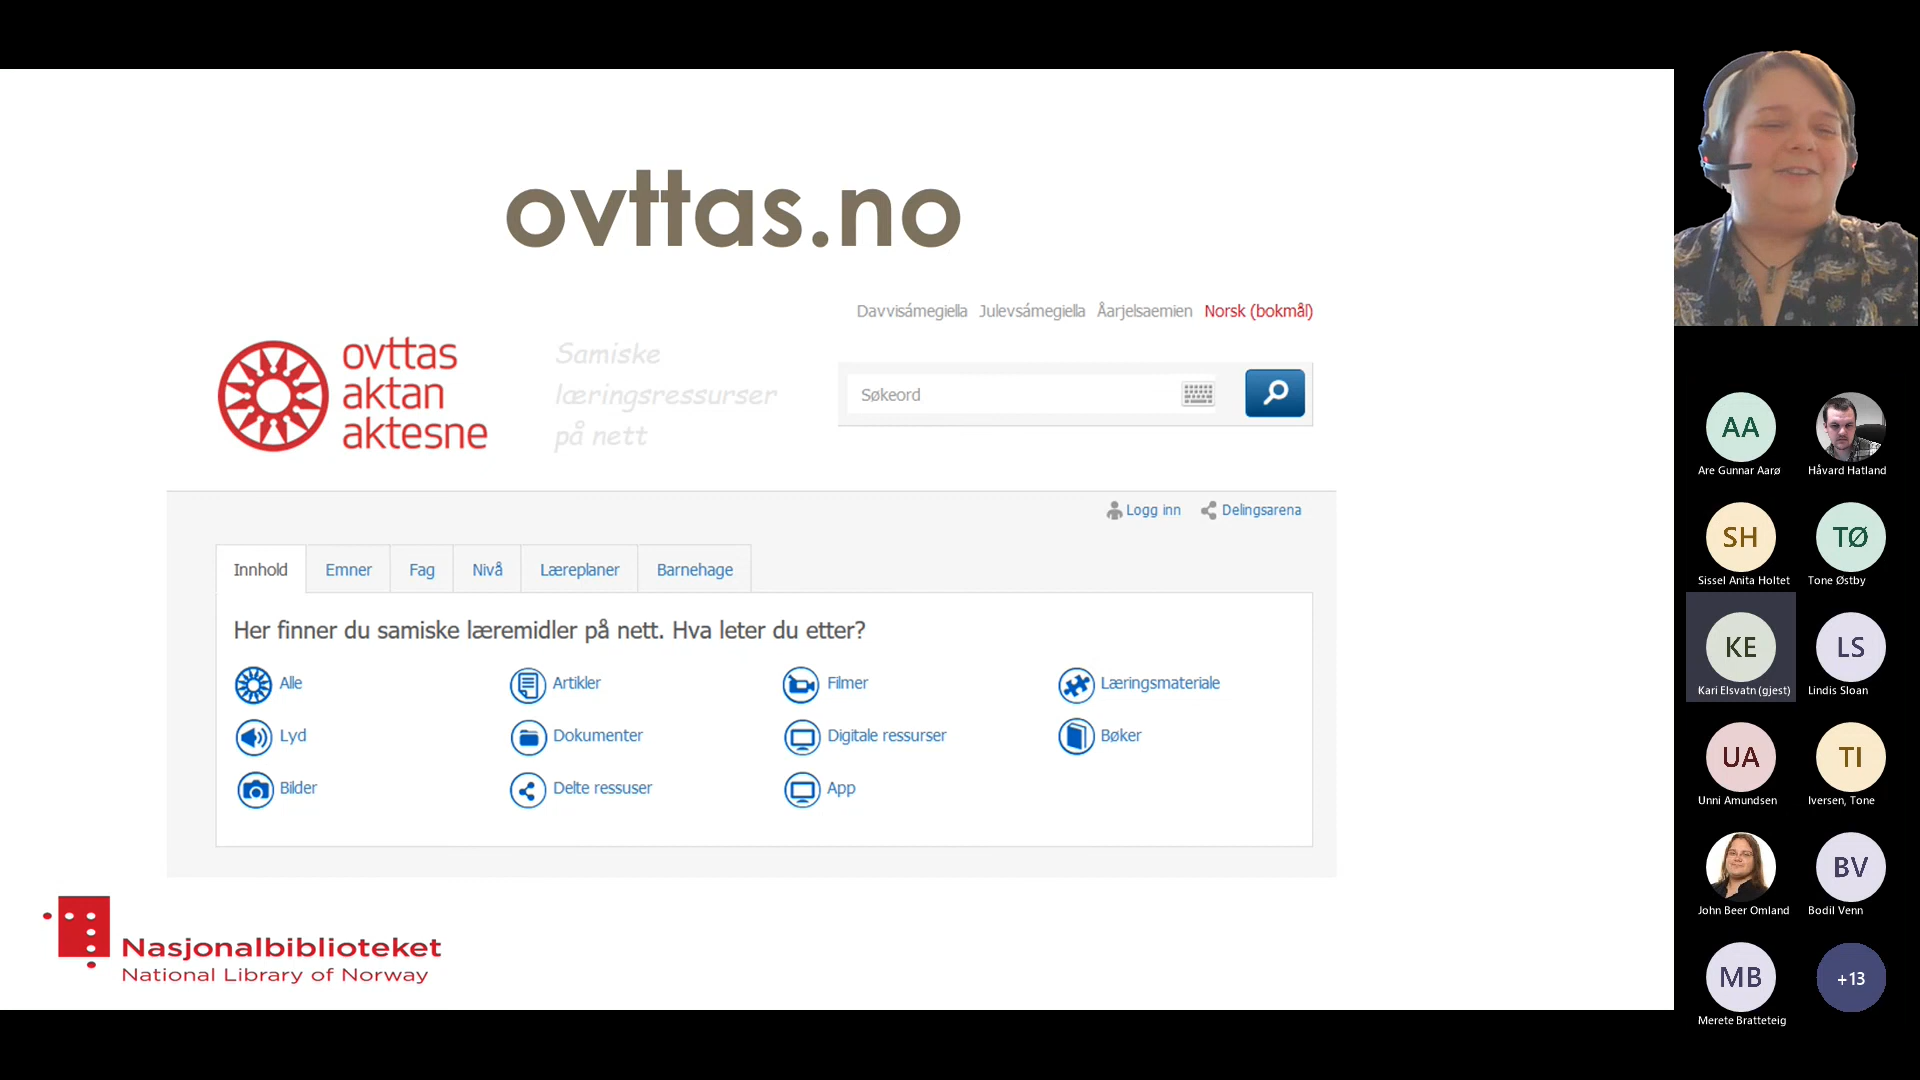 ovttas.no
Davvisámegiella Julevsámegiella Åarjelsaemien Norsk (bokmål)
ovttas
aktan
aktesne
Samiske
læringsressurser
på nett
Søkeord
Logg inn Delingsarena
Innhold Emner Fag Nivå Læreplaner Barnehage
Her finner du samiske læremidler på nett. Hva leter du etter?
Alle Artikler Filmer Læringsmateriale
Lyd Dokumenter Digitale ressurser Bøker
Bilder Delte ressuser App
Nasjonalbiblioteket
National Library of Norway
AA
Are Gunnar Aarø Håvard Hatland
SH TØ
Sissel Anita Holtet Tone Østby
KE LS
Kari Elsvatn (gjest) Lindis Sloan
UA TI
Unni Amundsen Iversen, Tone
BV
John Beer Omland Bodil Venn
MB +13
Merete Bratteteig